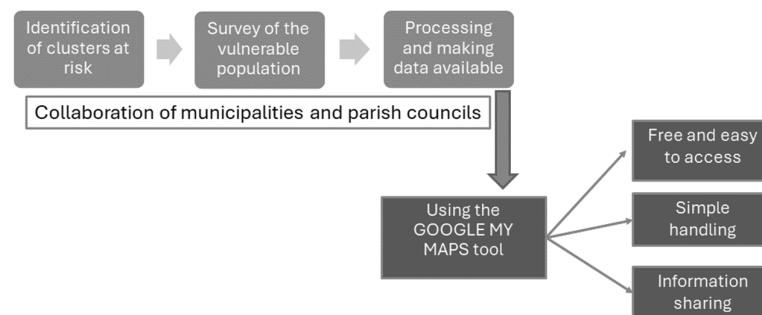 Identification
of clusters at
risk
Survey of the
vulnerable
population
Processing
and making
data available
Collaboration of municipalities and parish councils
Using the
GOOGLE MY
MAPS tool
Free and easy
to access
Simple
handling
Information
sharing